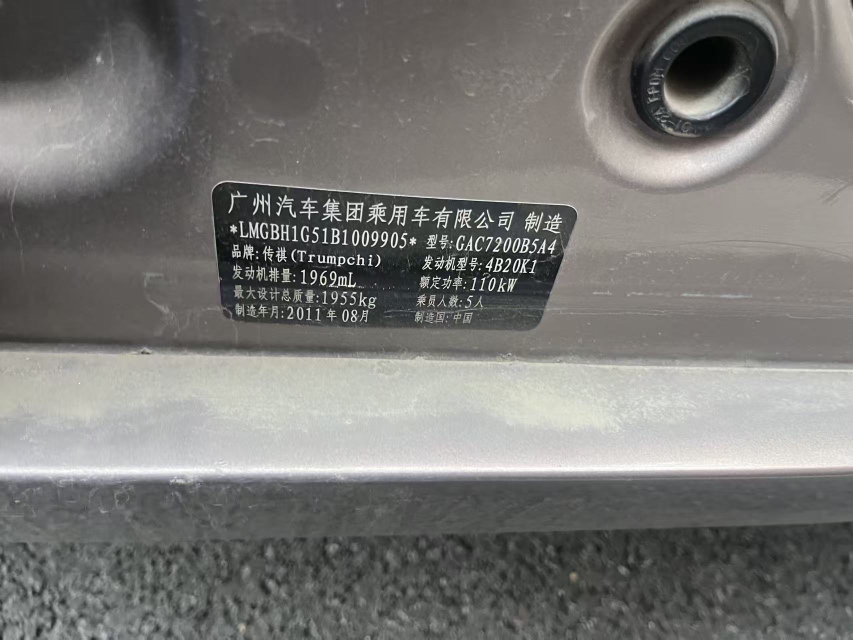 广州汽车集团乘用车有限公司 制造
*LMGBH1G51B1009905* 型号:GAC7200B5A4
品牌:传祺(Trumpchi) 发动机型号:4B20K1
发动机排量:1969mL 额定功率:110kW
最大设计总质量:1955kg 乘员人数:5人
制造年月:2011年08月 制造国:中国